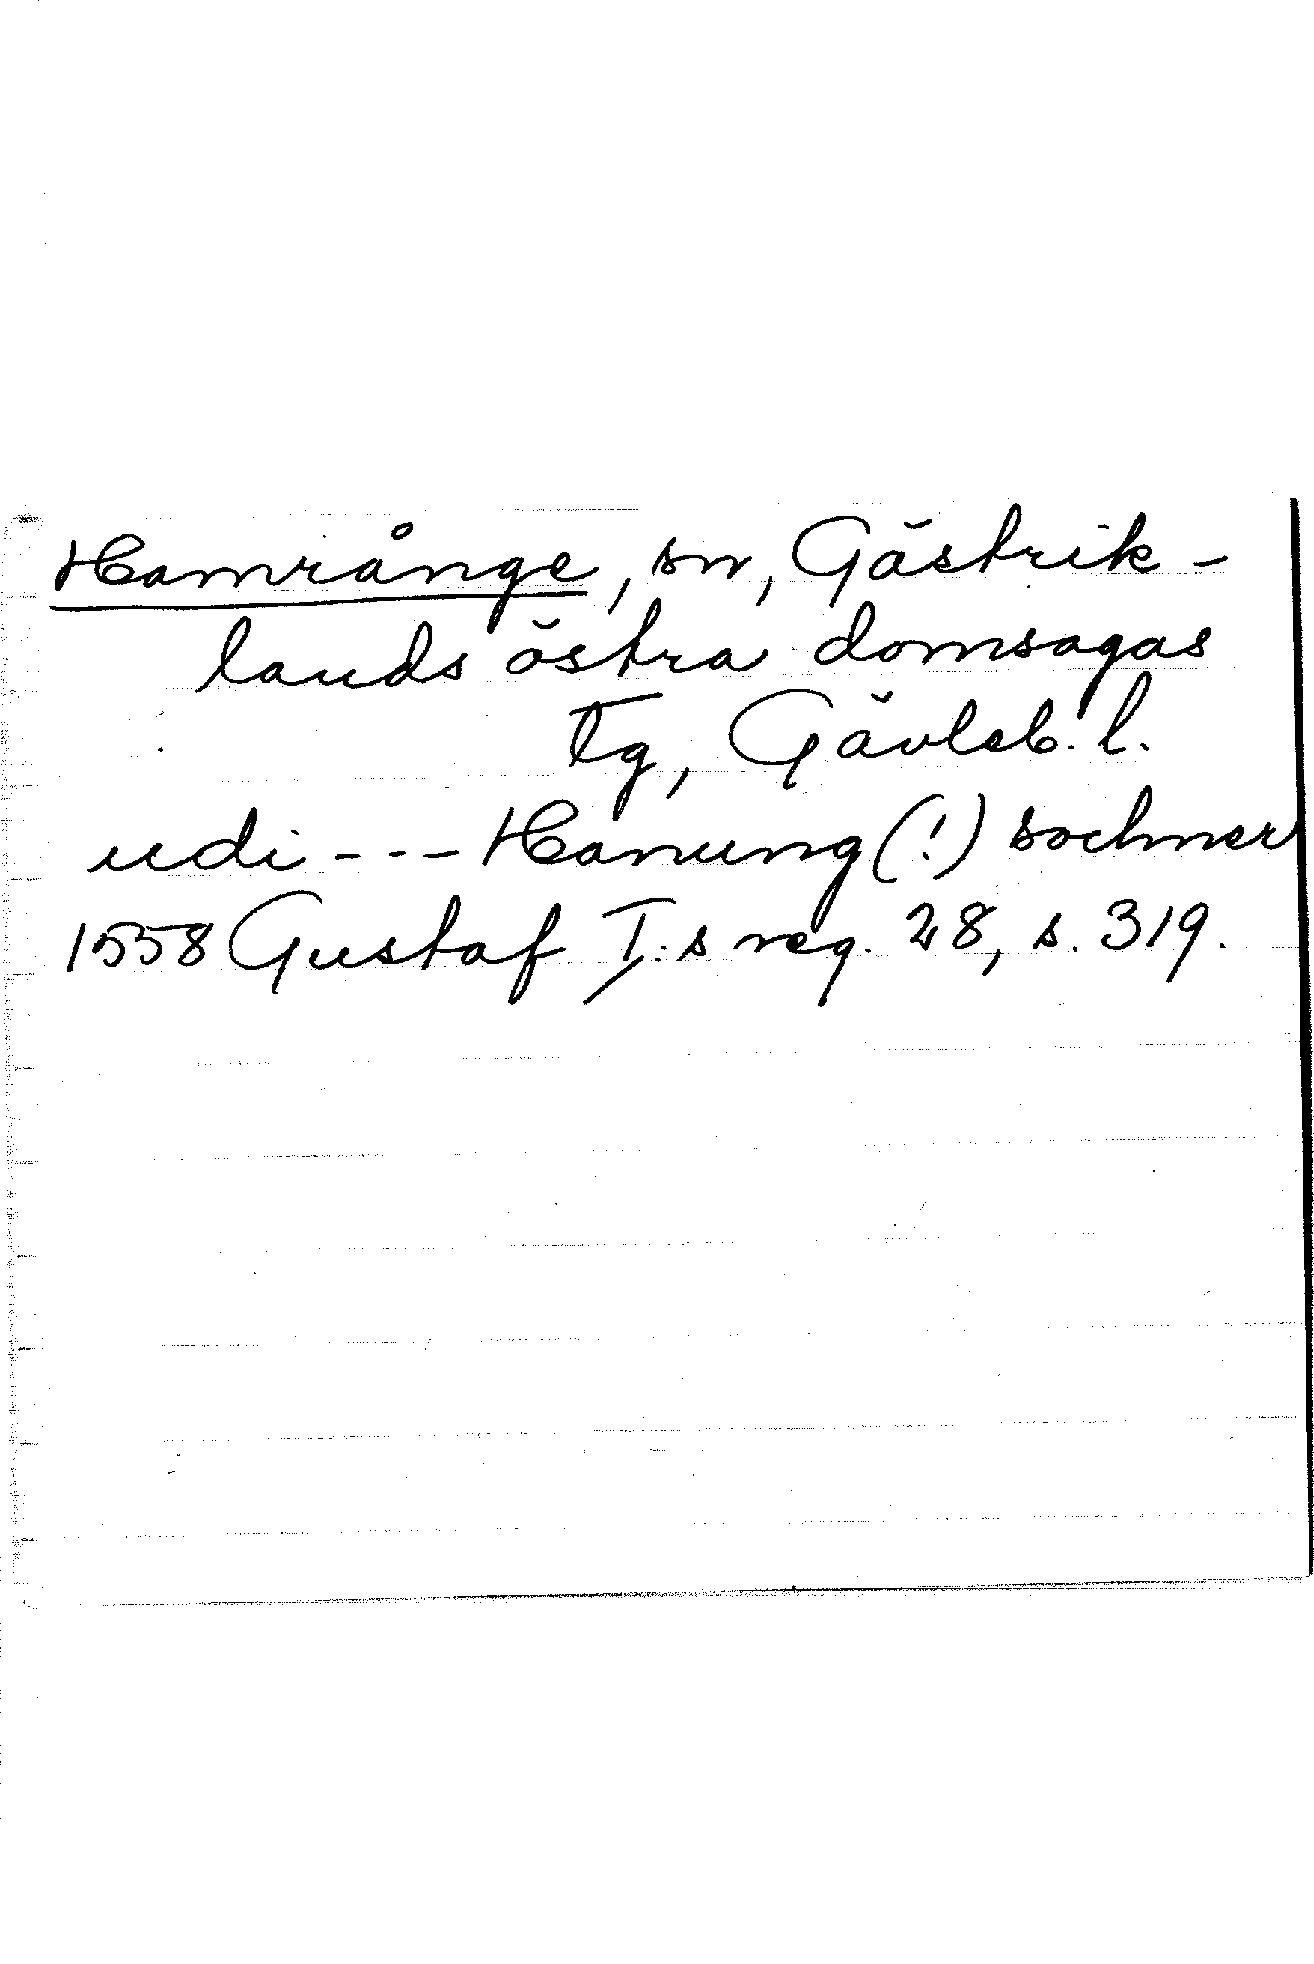 Hamrånge, sn, Gästrik-
lands östra domsagas
tg, Gävleb. l.
udi --- Hanung (!) sochner
1558 Gustaf I:s reg. 28, s. 319.